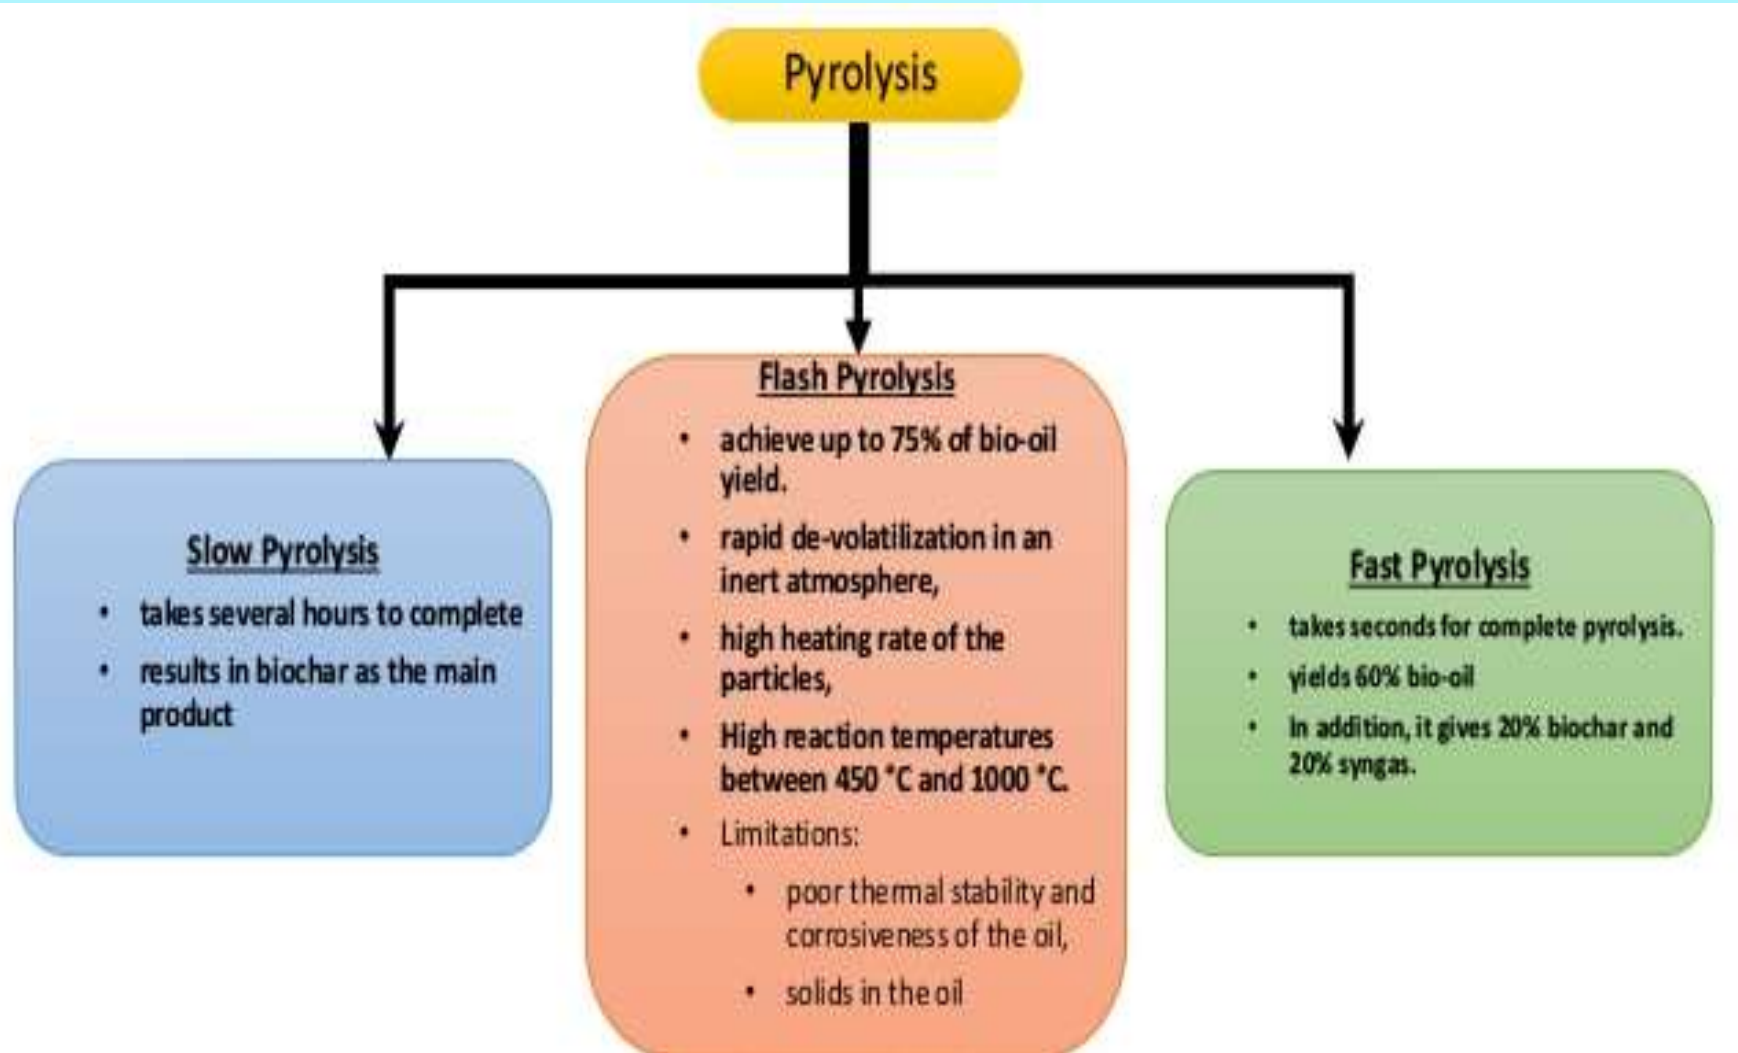 Pyrolysis
Slow Pyrolysis
• takes several hours to complete
• results in biochar as the main
product
Flash Pyrolysis
• achieve up to 75% of bio-oil
yield.
• rapid de-volatilization in an
inert atmosphere,
• high heating rate of the
particles,
• High reaction temperatures
between 450 °C and 1000 °C.
• Limitations:
• poor thermal stability and
corrosiveness of the oil,
• solids in the oil
Fast Pyrolysis
• takes seconds for complete pyrolysis.
• yields 60% bio-oil
• In addition, it gives 20% biochar and
20% syngas.